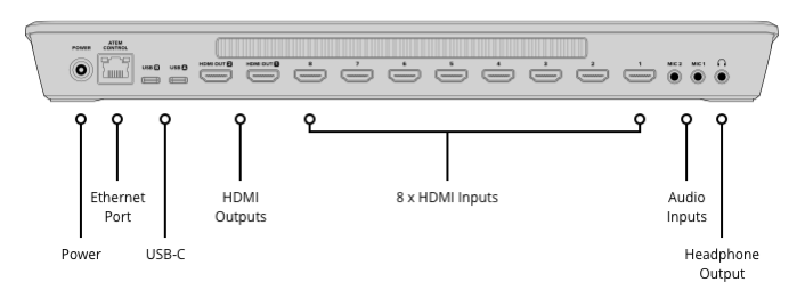 POWER
ATEM
CONTROL
USB 2
USB 1
HDMI OUT 2
HDMI OUT 1
8
7
6
5
4
3
2
1
MIC 2
MIC 1
Ethernet
Port
HDMI
Outputs
8 x HDMI Inputs
Audio
Inputs
Power
USB-C
Headphone
Output